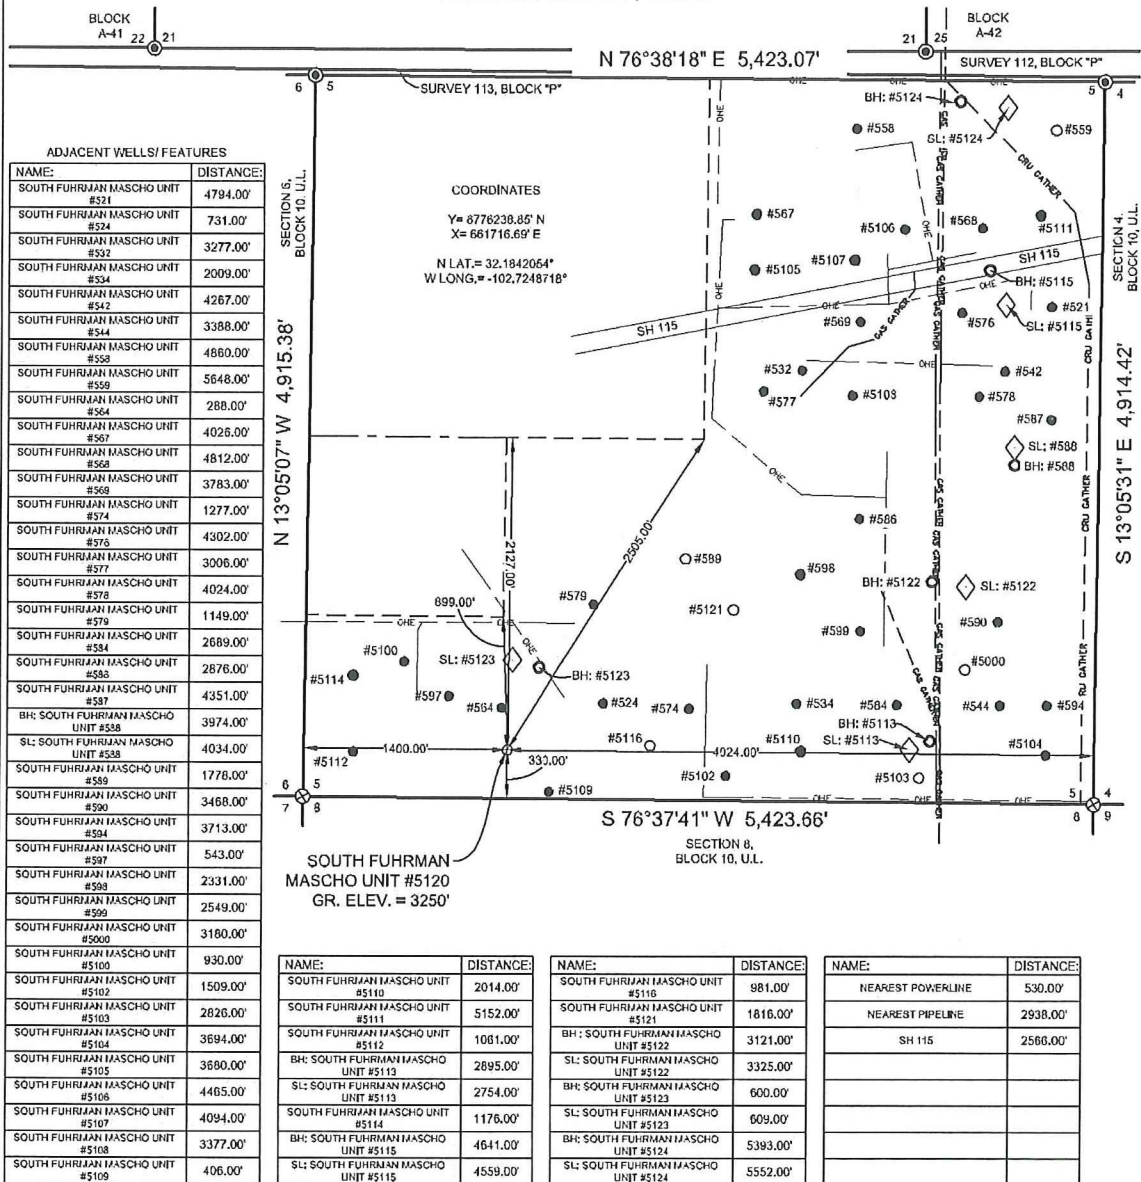 BLOCK
A-41
22 21
BLOCK
A-42
21 25
N 76°38'18" E 5,423.07'
SURVEY 112, BLOCK "P"
6 5
SURVEY 113, BLOCK "P"
5 4
BH: #5124
SL: #5124
#558
#559
GAS GATHER
CRU GATHER
OHE
ADJACENT WELLS/ FEATURES
NAME: DISTANCE:
SOUTH FUHRMAN MASCHO UNIT
#521 4794.00'
SOUTH FUHRMAN MASCHO UNIT
#524 731.00'
SOUTH FUHRMAN MASCHO UNIT
#532 3277.00'
SOUTH FUHRMAN MASCHO UNIT
#534 2009.00'
SOUTH FUHRMAN MASCHO UNIT
#542 4267.00'
SOUTH FUHRMAN MASCHO UNIT
#544 3388.00'
SOUTH FUHRMAN MASCHO UNIT
#558 4860.00'
SOUTH FUHRMAN MASCHO UNIT
#559 5648.00'
SOUTH FUHRMAN MASCHO UNIT
#564 288.00'
SOUTH FUHRMAN MASCHO UNIT
#567 4026.00'
SOUTH FUHRMAN MASCHO UNIT
#568 4812.00'
SOUTH FUHRMAN MASCHO UNIT
#569 3783.00'
SOUTH FUHRMAN MASCHO UNIT
#574 1277.00'
SOUTH FUHRMAN MASCHO UNIT
#576 4302.00'
SOUTH FUHRMAN MASCHO UNIT
#577 3006.00'
SOUTH FUHRMAN MASCHO UNIT
#578 4024.00'
SOUTH FUHRMAN MASCHO UNIT
#579 1149.00'
SOUTH FUHRMAN MASCHO UNIT
#584 2689.00'
SOUTH FUHRMAN MASCHO UNIT
#586 2876.00'
SOUTH FUHRMAN MASCHO UNIT
#587 4351.00'
BH: SOUTH FUHRMAN MASCHO
UNIT #588 3974.00'
SL: SOUTH FUHRMAN MASCHO
UNIT #588 4034.00'
SOUTH FUHRMAN MASCHO UNIT
#589 1778.00'
SOUTH FUHRMAN MASCHO UNIT
#590 3468.00'
SOUTH FUHRMAN MASCHO UNIT
#594 3713.00'
SOUTH FUHRMAN MASCHO UNIT
#597 543.00'
SOUTH FUHRMAN MASCHO UNIT
#598 2331.00'
SOUTH FUHRMAN MASCHO UNIT
#599 2549.00'
SOUTH FUHRMAN MASCHO UNIT
#5000 3180.00'
SOUTH FUHRMAN MASCHO UNIT
#5100 930.00'
SOUTH FUHRMAN MASCHO UNIT
#5102 1509.00'
SOUTH FUHRMAN MASCHO UNIT
#5103 2826.00'
SOUTH FUHRMAN MASCHO UNIT
#5104 3694.00'
SOUTH FUHRMAN MASCHO UNIT
#5105 3680.00'
SOUTH FUHRMAN MASCHO UNIT
#5106 4465.00'
SOUTH FUHRMAN MASCHO UNIT
#5107 4094.00'
SOUTH FUHRMAN MASCHO UNIT
#5108 3377.00'
SOUTH FUHRMAN MASCHO UNIT
#5109 406.00'
SECTION 6,
BLOCK 10, U.L.
N 13°05'07" W 4,915.38'
COORDINATES
Y= 6776238.85' N
X= 661716.69' E
N LAT.= 32.1842054°
W LONG.= -102.7248718°
#567
#5106
#568
#5111
#5107
#5105
SH 115
BH: #5115
#521
#576
SL: #5115
#569
GAS GATHER
SH 115
#532
#542
#577
#5108
#578
#587
SL: #588
BH: #588
SECTION 4,
BLOCK 10, U.L.
S 13°05'31" E 4,914.42'
CRU GATHER
#586
2127.00'
2505.00'
#589
#598
BH: #5122
SL: #5122
#579
#5121
699.00'
#599
#590
#5100
SL: #5123
BH: #5123
#5000
#5114
#597
#564
#524
#574
#534
#584
#544
#594
BH: #5113
SL: #5113
1400.00'
#5116
4024.00'
#5110
#5104
#5112
330.00'
#5102
#5103
#5109
6 5
7 8
5 4
8 9
S 76°37'41" W 5,423.66'
SECTION 8,
BLOCK 10, U.L.
SOUTH FUHRMAN
MASCHO UNIT #5120
GR. ELEV. = 3250'
NAME: DISTANCE:
SOUTH FUHRMAN MASCHO UNIT
#5110 2014.00'
SOUTH FUHRMAN MASCHO UNIT
#5111 5152.00'
SOUTH FUHRMAN MASCHO UNIT
#5112 1061.00'
BH: SOUTH FUHRMAN MASCHO
UNIT #5113 2895.00'
SL: SOUTH FUHRMAN MASCHO
UNIT #5113 2754.00'
SOUTH FUHRMAN MASCHO UNIT
#5114 1176.00'
BH: SOUTH FUHRMAN MASCHO
UNIT #5115 4641.00'
SL: SOUTH FUHRMAN MASCHO
UNIT #5115 4559.00'
NAME: DISTANCE:
SOUTH FUHRMAN MASCHO UNIT
#5116 981.00'
SOUTH FUHRMAN MASCHO UNIT
#5121 1816.00'
BH : SOUTH FUHRMAN MASCHO
UNIT #5122 3121.00'
SL: SOUTH FUHRMAN MASCHO
UNIT #5122 3325.00'
BH: SOUTH FUHRMAN MASCHO
UNIT #5123 600.00'
SL: SOUTH FUHRMAN MASCHO
UNIT #5123 609.00'
BH: SOUTH FUHRMAN MASCHO
UNIT #5124 5393.00'
SL: SOUTH FUHRMAN MASCHO
UNIT #5124 5552.00'
NAME: DISTANCE:
NEAREST POWERLINE 530.00'
NEAREST PIPELINE 2938.00'
SH 115 2566.00'